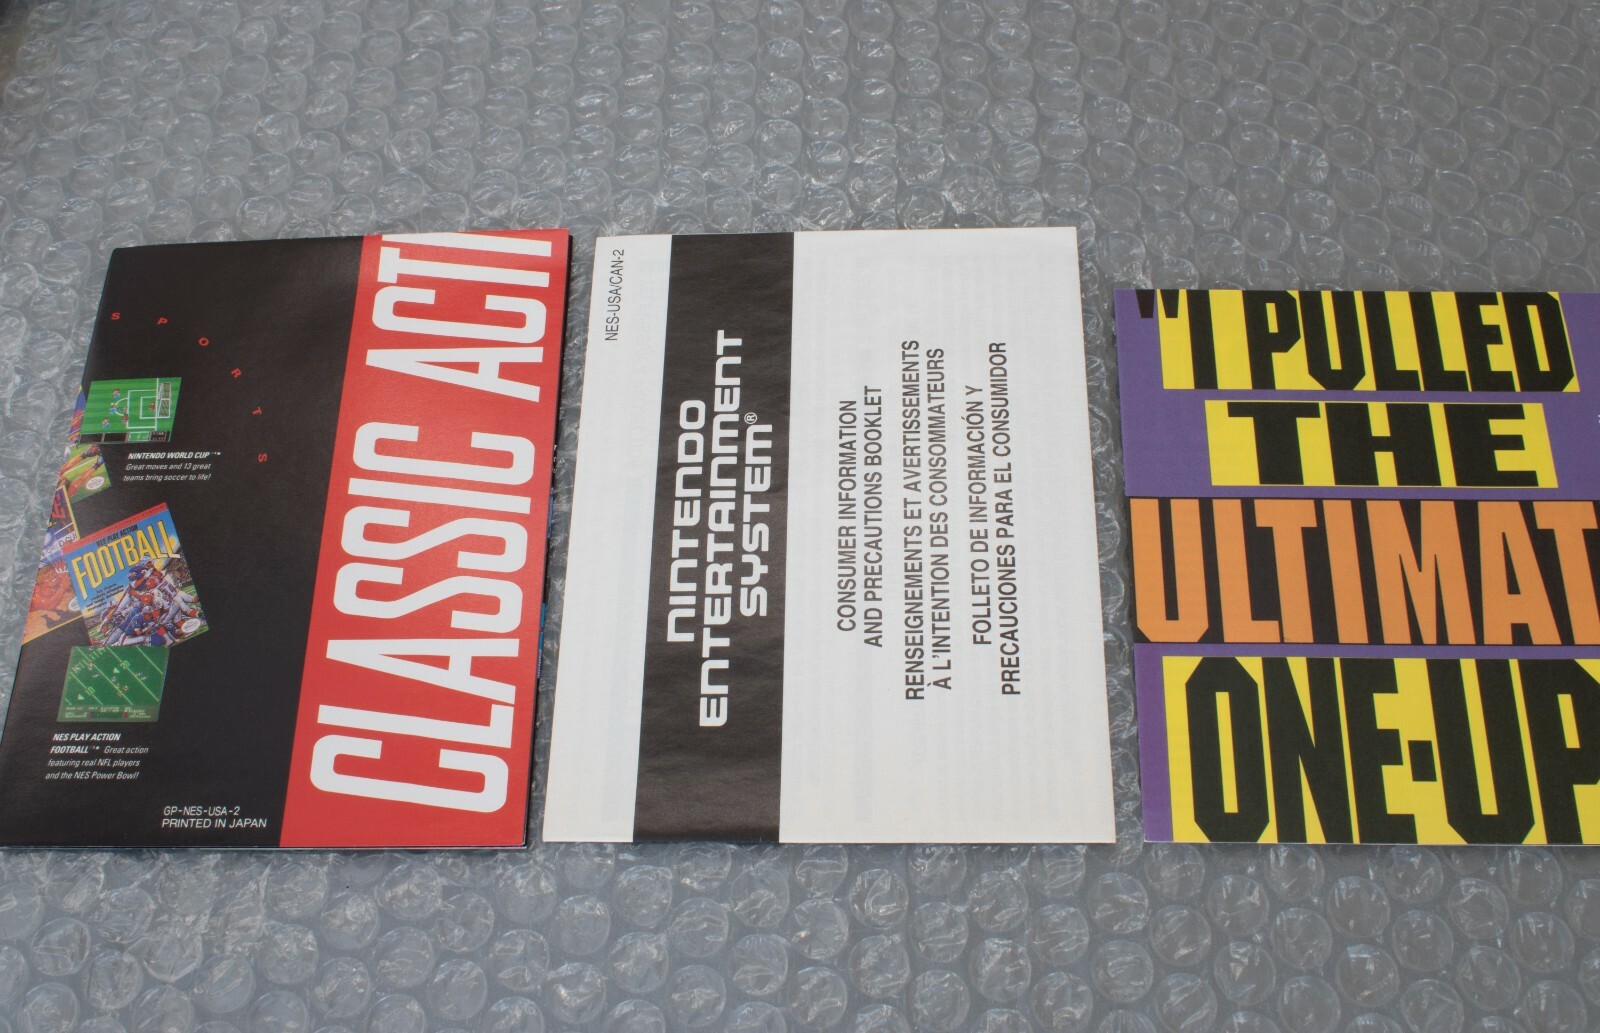 SPORTS
NINTENDO WORLD CUP™*
Great moves and 13 great
teams bring soccer to life!
NES PLAY ACTION
FOOTBALL
NES PLAY ACTION
FOOTBALL™* Great action
featuring real NFL players
and the NES Power Bowl!
GP-NES-USA-2
PRINTED IN JAPAN
CLASSIC ACTI
NES-USA/CAN-2
NINTENDO
ENTERTAINMENT
SYSTEM®
CONSUMER INFORMATION
AND PRECAUTIONS BOOKLET
RENSEIGNEMENTS ET AVERTISSEMENTS
À L'INTENTION DES CONSOMMATEURS
FOLLETO DE INFORMACIÓN Y
PRECAUCIONES PARA EL CONSUMIDOR
"I PULLED
THE
ULTIMAT
ONE-UP